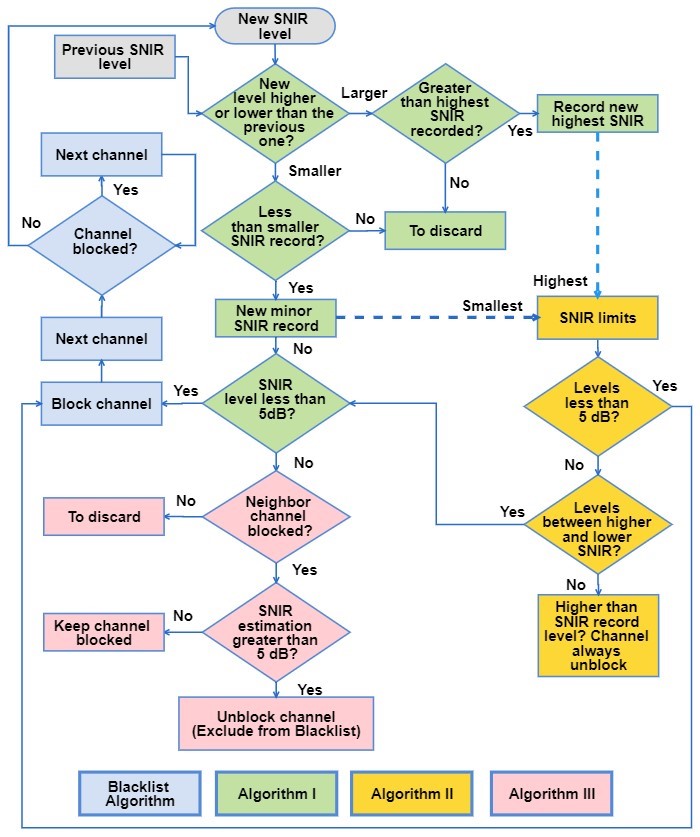 New SNIR
level
Previous SNIR
level
New
level higher
or lower than the
previous
one?
Larger
Greater
than highest
SNIR
recorded?
Yes
Record new
highest SNIR
Smaller
No
Next channel
Yes
No
Channel
blocked?
Less
than smaller
SNIR record?
No
To discard
Yes
Highest
New minor
SNIR record
Smallest
SNIR limits
Next channel
No
Block channel
Yes
SNIR
level less than
5dB?
Levels
less than
5 dB?
Yes
No
No
To discard
No
Neighbor
channel
blocked?
Yes
Levels
between higher
and lower
SNIR?
Yes
No
Keep channel
blocked
No
SNIR
estimation
greater than
5 dB?
Higher than
SNIR record
level? Channel
always
unblock
Yes
Unblock channel
(Exclude from Blacklist)
Blacklist
Algorithm
Algorithm I
Algorithm II
Algorithm III